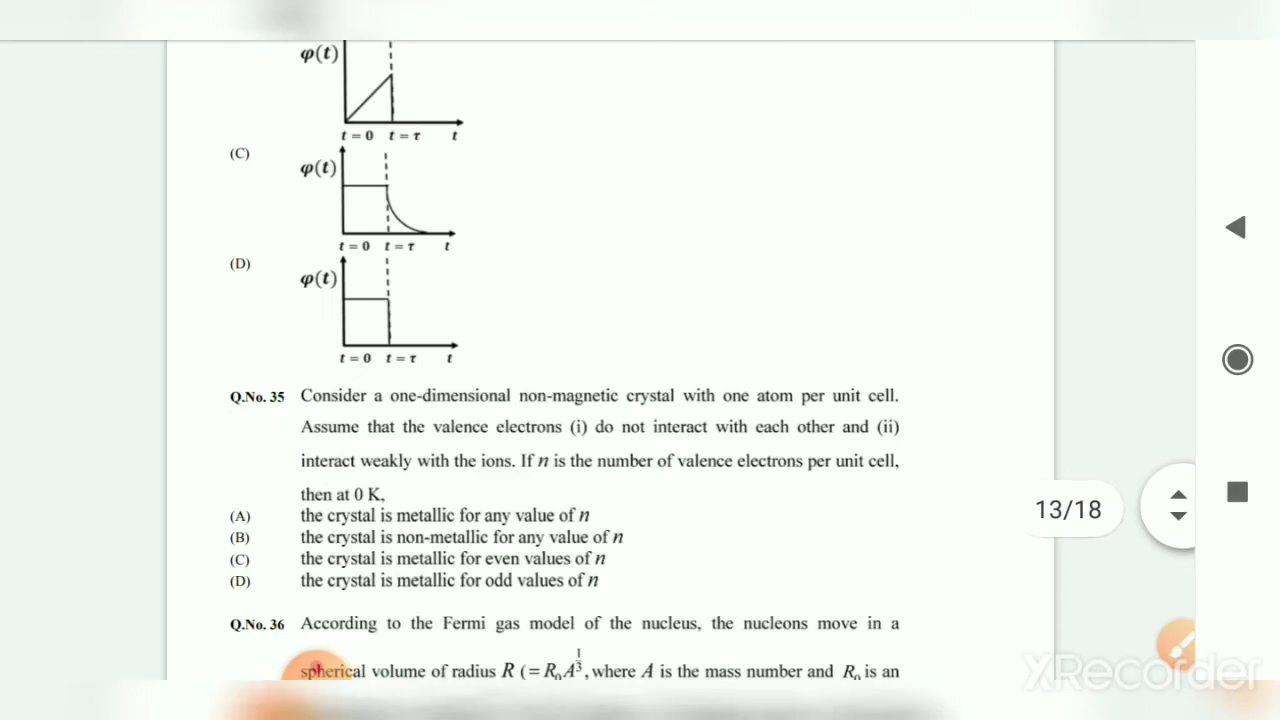 φ(t)
t = 0 t = τ t
(C)
φ(t)
t = 0 t = τ t
(D)
φ(t)
t = 0 t = τ t
Q.No. 35 Consider a one-dimensional non-magnetic crystal with one atom per unit cell.
Assume that the valence electrons (i) do not interact with each other and (ii)
interact weakly with the ions. If n is the number of valence electrons per unit cell,
then at 0 K,
(A) the crystal is metallic for any value of n
(B) the crystal is non-metallic for any value of n
(C) the crystal is metallic for even values of n
(D) the crystal is metallic for odd values of n
13/18
Q.No. 36 According to the Fermi gas model of the nucleus, the nucleons move in a
spherical volume of radius R (= R₀A^(1/3), where A is the mass number and R₀ is an
XRecorder